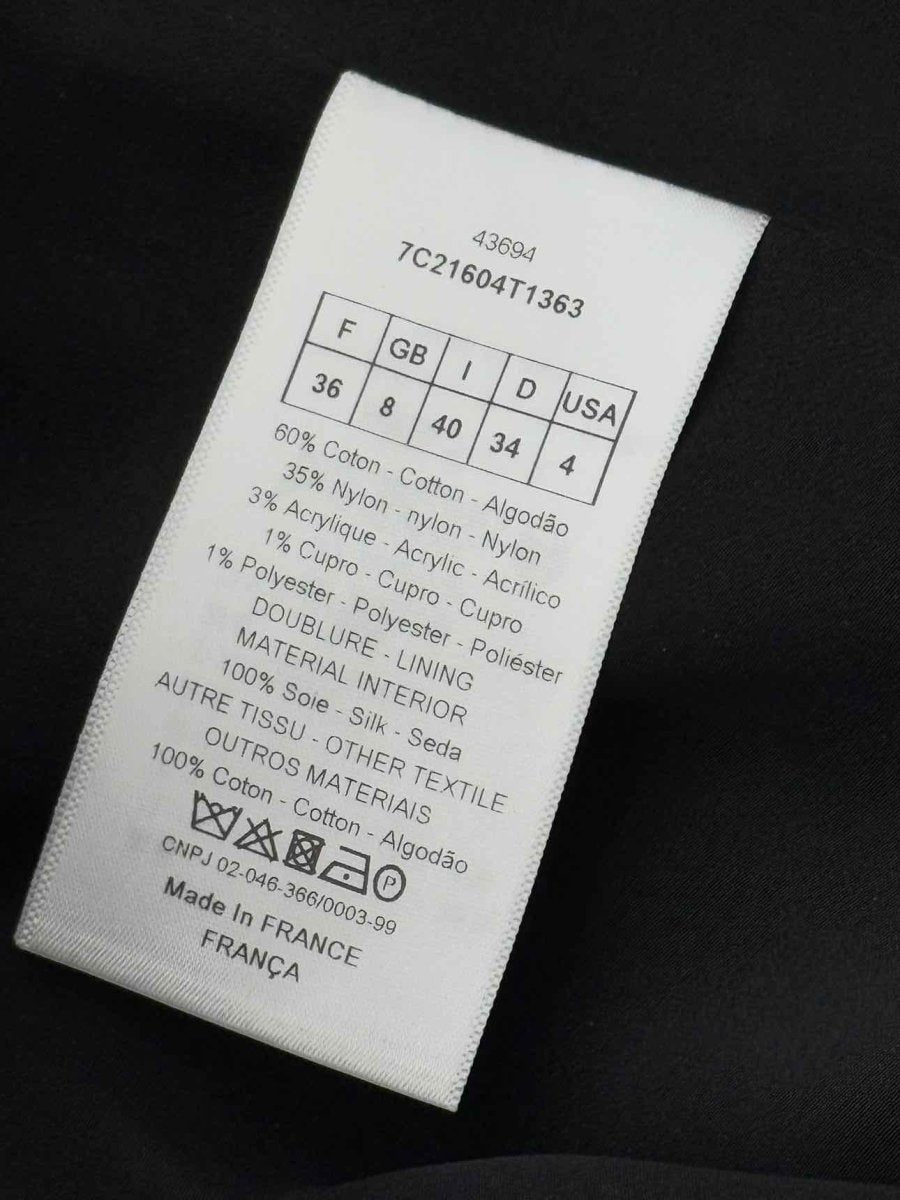 43694
7C21604T1363
F GB I D USA
36 8 40 34 4
60% Coton - Cotton - Algodão
35% Nylon - nylon - Nylon
3% Acrylique - Acrylic - Acrílico
1% Cupro - Cupro - Cupro
1% Polyester - Polyester - Poliéster
DOUBLURE - LINING
MATERIAL INTERIOR
100% Soie - Silk - Seda
AUTRE TISSU - OTHER TEXTILE
OUTROS MATERIAIS
100% Coton - Cotton - Algodão
P
CNPJ 02-046-366/0003-99
Made In FRANCE
FRANÇA